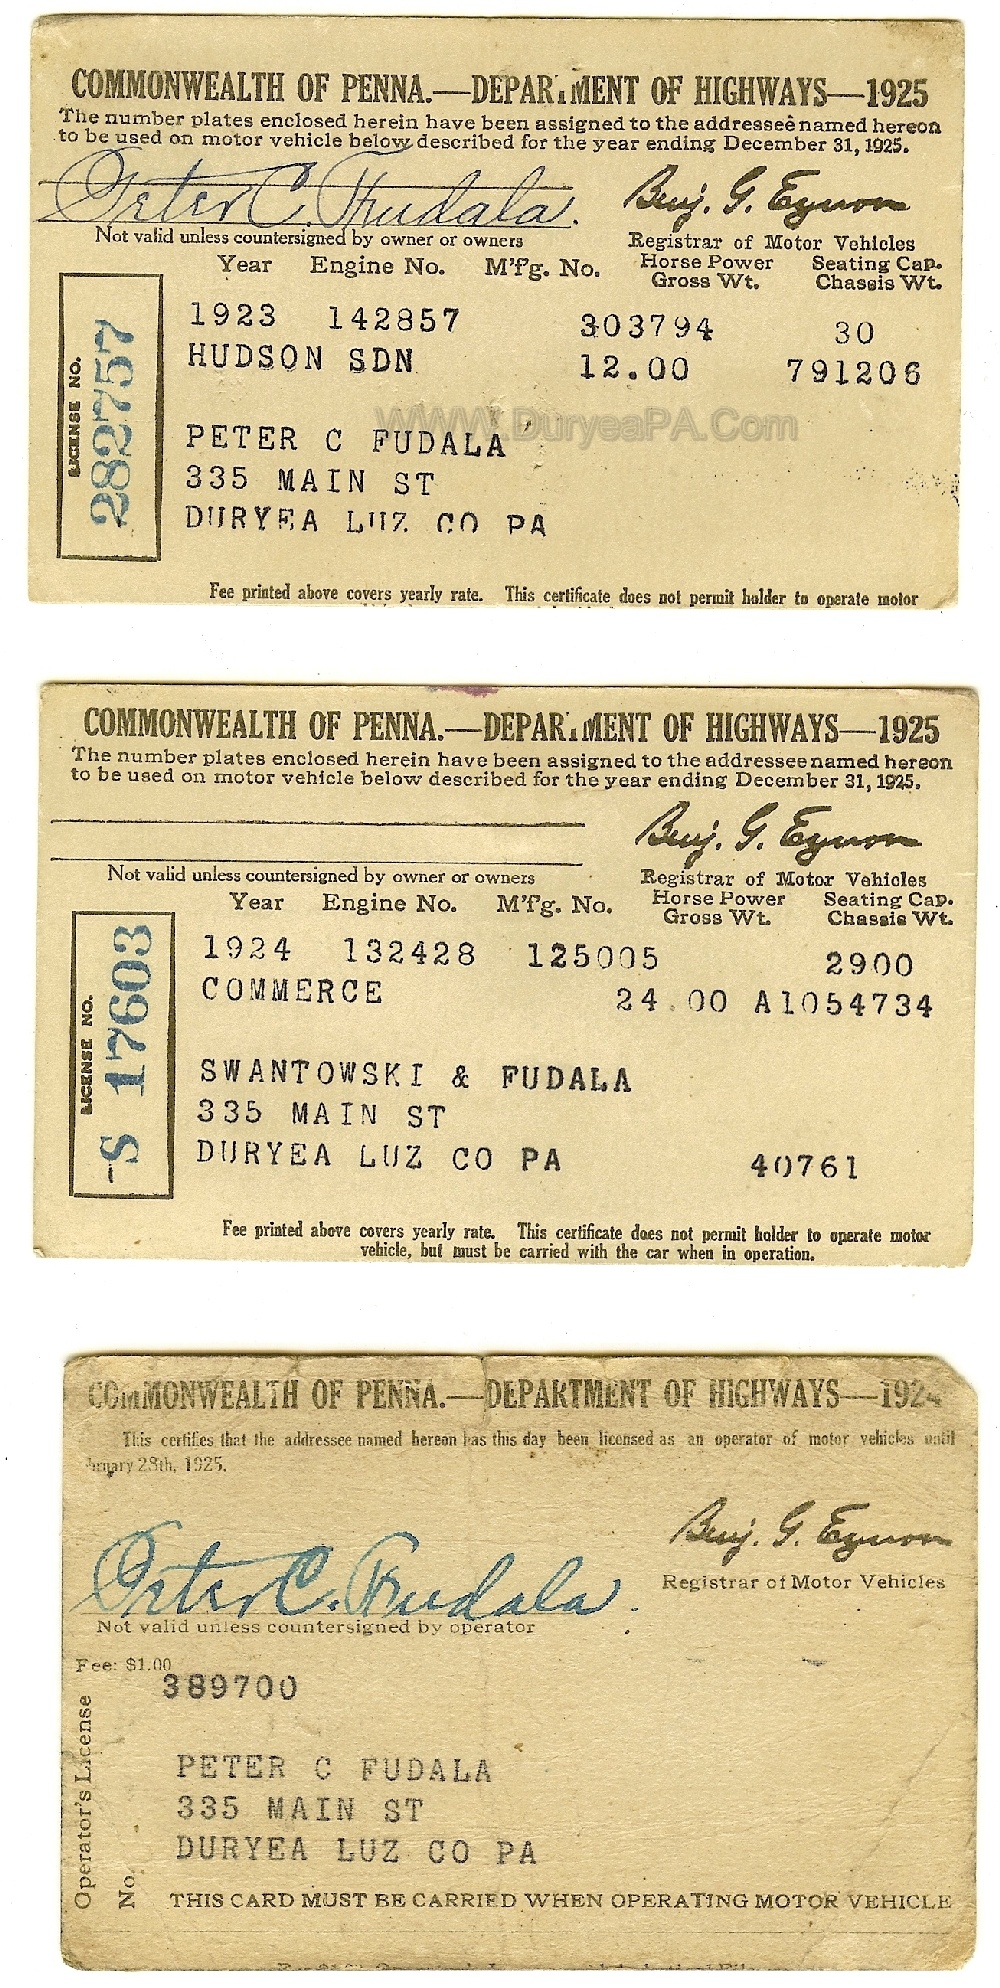 COMMONWEALTH OF PENNA.—DEPARTMENT OF HIGHWAYS—1925
The number plates enclosed herein have been assigned to the addressee named hereon
to be used on motor vehicle below described for the year ending December 31, 1925.
Peter C. Fudala.
Benj. G. Eynon
Not valid unless countersigned by owner or owners
Registrar of Motor Vehicles
Year Engine No. M'f'g. No. Horse Power Seating Cap.
Gross Wt. Chassis Wt.
1923 142857 303794 30
HUDSON SDN 12.00 791206
LICENSE NO. 282757
WWW.DuryeaPA.Com
PETER C FUDALA
335 MAIN ST
DURYEA LUZ CO PA
Fee printed above covers yearly rate. This certificate does not permit holder to operate motor
COMMONWEALTH OF PENNA.—DEPARTMENT OF HIGHWAYS—1925
The number plates enclosed herein have been assigned to the addressee named hereon
to be used on motor vehicle below described for the year ending December 31, 1925.
Benj. G. Eynon
Not valid unless countersigned by owner or owners
Registrar of Motor Vehicles
Year Engine No. M'f'g. No. Horse Power Seating Cap.
Gross Wt. Chassis Wt.
1924 132428 125005 2900
COMMERCE 24.00 A1054734
LICENSE NO. S 17603
SWANTOWSKI & FUDALA
335 MAIN ST
DURYEA LUZ CO PA 40761
Fee printed above covers yearly rate. This certificate does not permit holder to operate motor
vehicle, but must be carried with the car when in operation.
COMMONWEALTH OF PENNA.—DEPARTMENT OF HIGHWAYS—1924
This certifies that the addressee named hereon has this day been licensed as an operator of motor vehicles until
28th, 1925.
Benj. G. Eynon
Peter C. Fudala.
Registrar of Motor Vehicles
Not valid unless countersigned by operator
Fee: $1.00
389700
Operator's License
No.
PETER C FUDALA
335 MAIN ST
DURYEA LUZ CO PA
THIS CARD MUST BE CARRIED WHEN OPERATING MOTOR VEHICLE